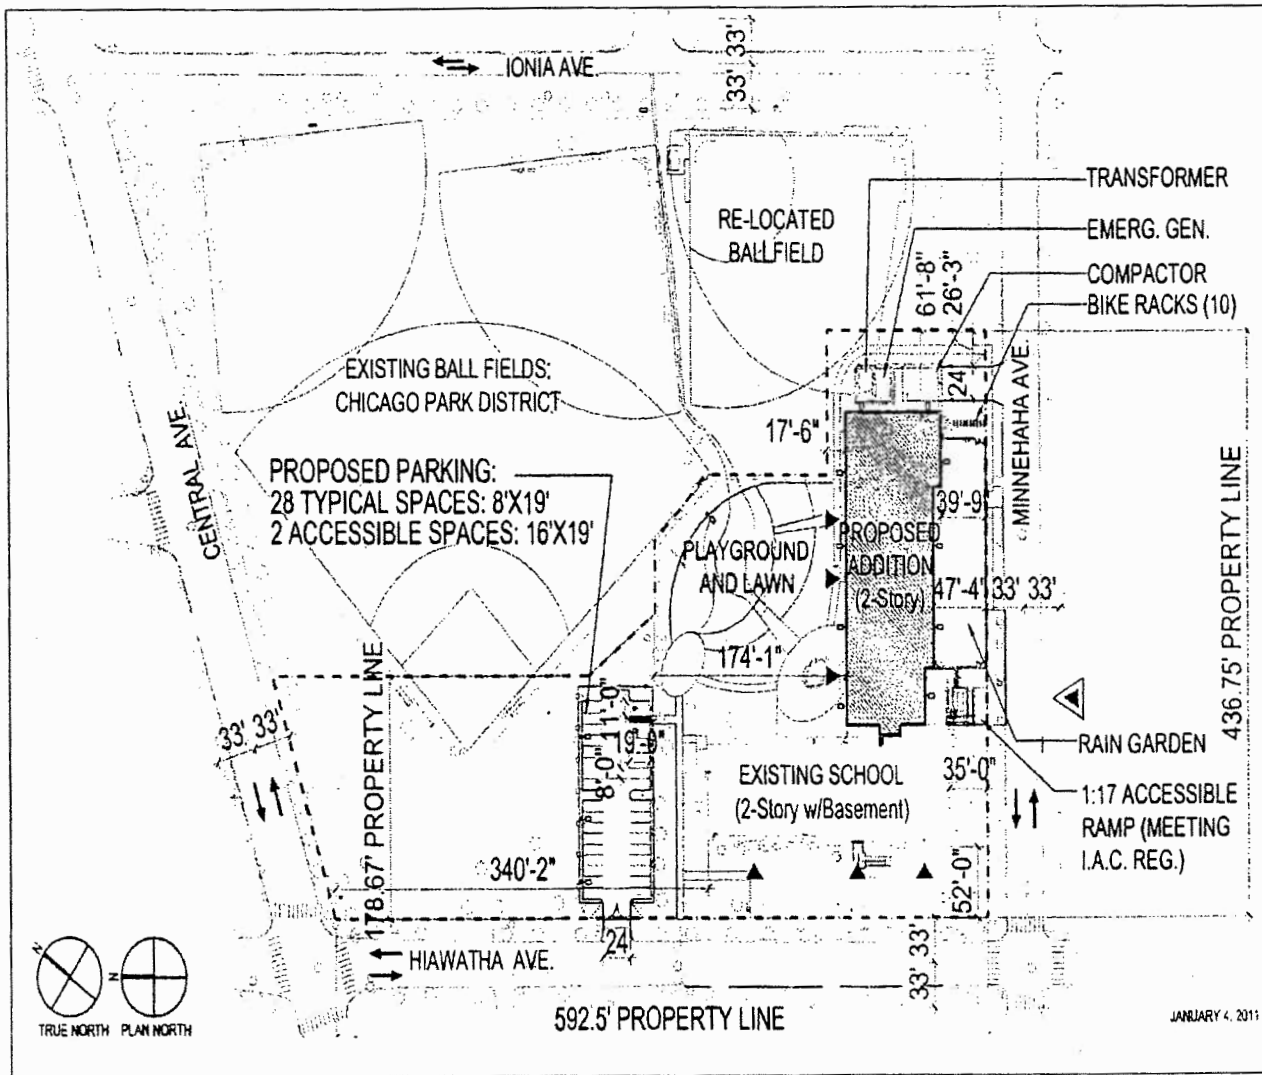 IONIA AVE.
33' 33'
TRANSFORMER
RE-LOCATED
BALLFIELD
EMERG. GEN.
COMPACTOR
BIKE RACKS (10)
61'-8"
26'-3"
24'
EXISTING BALL FIELDS:
CHICAGO PARK DISTRICT
CENTRAL AVE.
MINNEHAHA AVE.
17'-6"
PROPOSED PARKING:
28 TYPICAL SPACES: 8'X19'
2 ACCESSIBLE SPACES: 16'X19'
39'-9"
PLAYGROUND
AND LAWN
PROPOSED
ADDITION
(2-Story)
47'-4"
33' 33'
436.75' PROPERTY LINE
174'-1"
178.67' PROPERTY LINE
33' 33'
11'-0"
8'-0"
RAIN GARDEN
EXISTING SCHOOL
(2-Story w/Basement)
35'-0"
1:17 ACCESSIBLE
RAMP (MEETING
I.A.C. REG.)
340'-2"
52'-0"
24
HIAWATHA AVE.
33' 33'
592.5' PROPERTY LINE
N
N
TRUE NORTH
PLAN NORTH
JANUARY 4, 2011